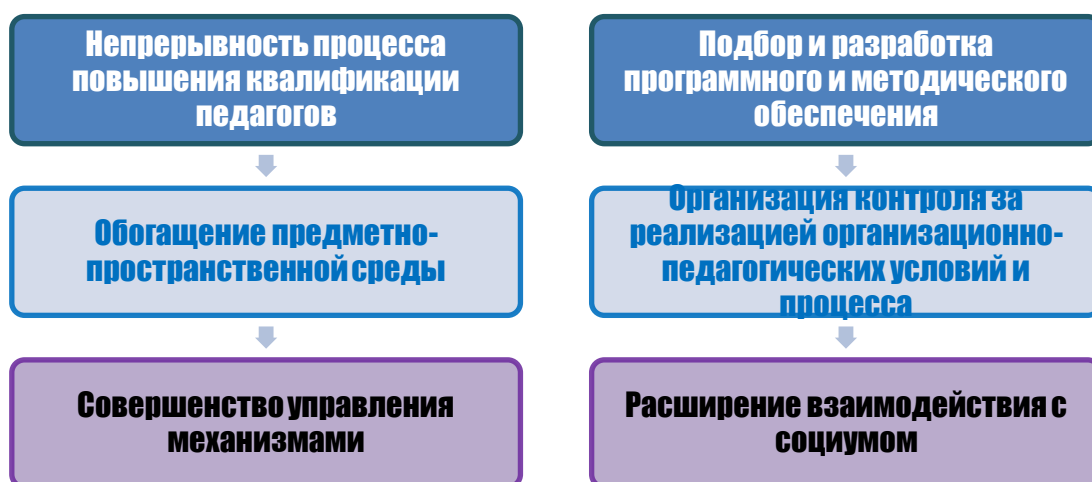 Непрерывность процесса
повышения квалификации
педагогов
Обогащение предметно-
пространственной среды
Совершенство управления
механизмами
Подбор и разработка
программного и методического
обеспечения
Организация контроля за
реализацией организационно-
педагогических условий и
процесса
Расширение взаимодействия с
социумом